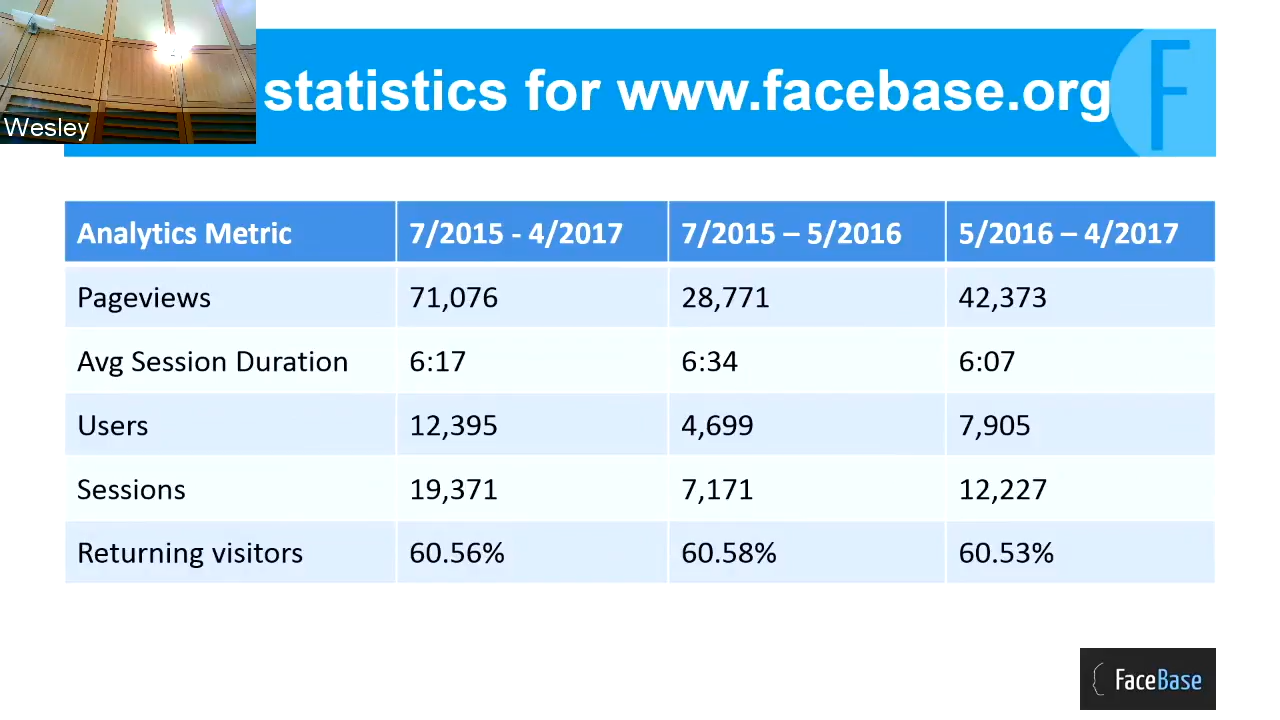 Wesley
statistics for www.facebase.org
F
Analytics Metric 7/2015 - 4/2017 7/2015 – 5/2016 5/2016 – 4/2017
Pageviews 71,076 28,771 42,373
Avg Session Duration 6:17 6:34 6:07
Users 12,395 4,699 7,905
Sessions 19,371 7,171 12,227
Returning visitors 60.56% 60.58% 60.53%
FaceBase